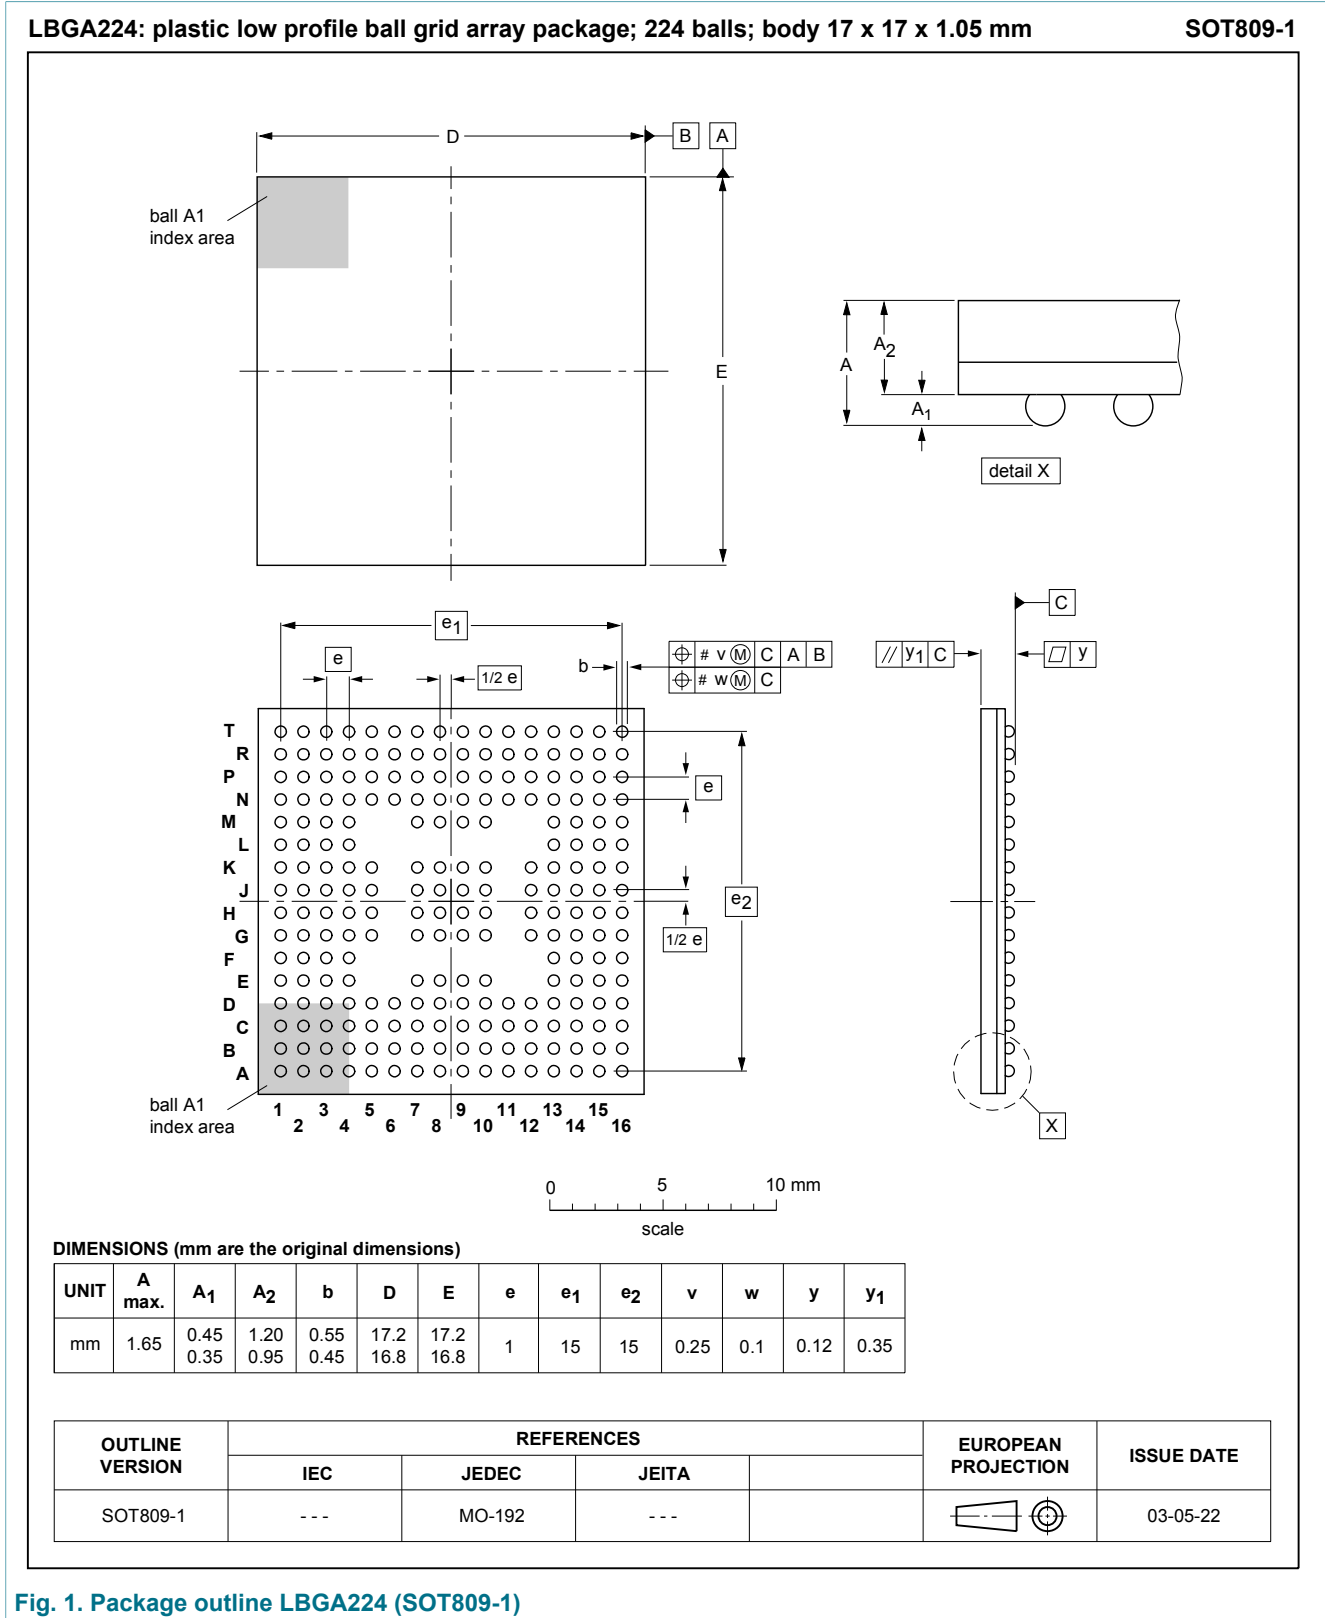 LBGA224: plastic low profile ball grid array package; 224 balls; body 17 x 17 x 1.05 mm SOT809-1
D B A
ball A1
index area
E
A A2
A1
detail X
e1
e b # v M C A B
1/2 e # w M C
C
// y1 C y
T
R
P
N e
M
L
K
J e2
H
G 1/2 e
F
E
D
C
B
A
ball A1
index area
1 3 5 7 9 11 13 15
2 4 6 8 10 12 14 16
X
0 5 10 mm
scale
DIMENSIONS (mm are the original dimensions)
UNIT A max. A1 A2 b D E e e1 e2 v w y y1
mm 1.65 0.45 0.35 1.20 0.95 0.55 0.45 17.2 16.8 17.2 16.8 1 15 15 0.25 0.1 0.12 0.35
OUTLINE VERSION REFERENCES EUROPEAN PROJECTION ISSUE DATE
IEC JEDEC JEITA
SOT809-1 - - - MO-192 - - - 03-05-22
Fig. 1. Package outline LBGA224 (SOT809-1)